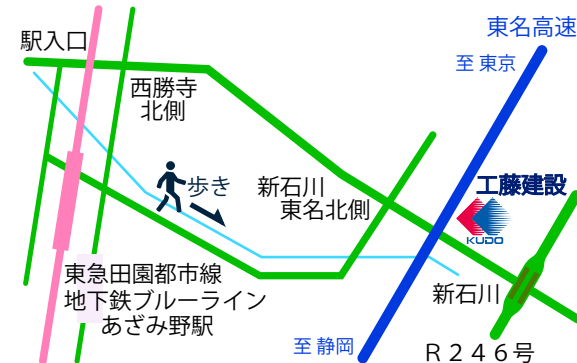 東名高速
駅入口
至 東京
西勝寺
北側
歩き
新石川
東名北側
工藤建設
KUDO
東急田園都市線
地下鉄ブルーライン
あざみ野駅
新石川
至 静岡
R２４６号